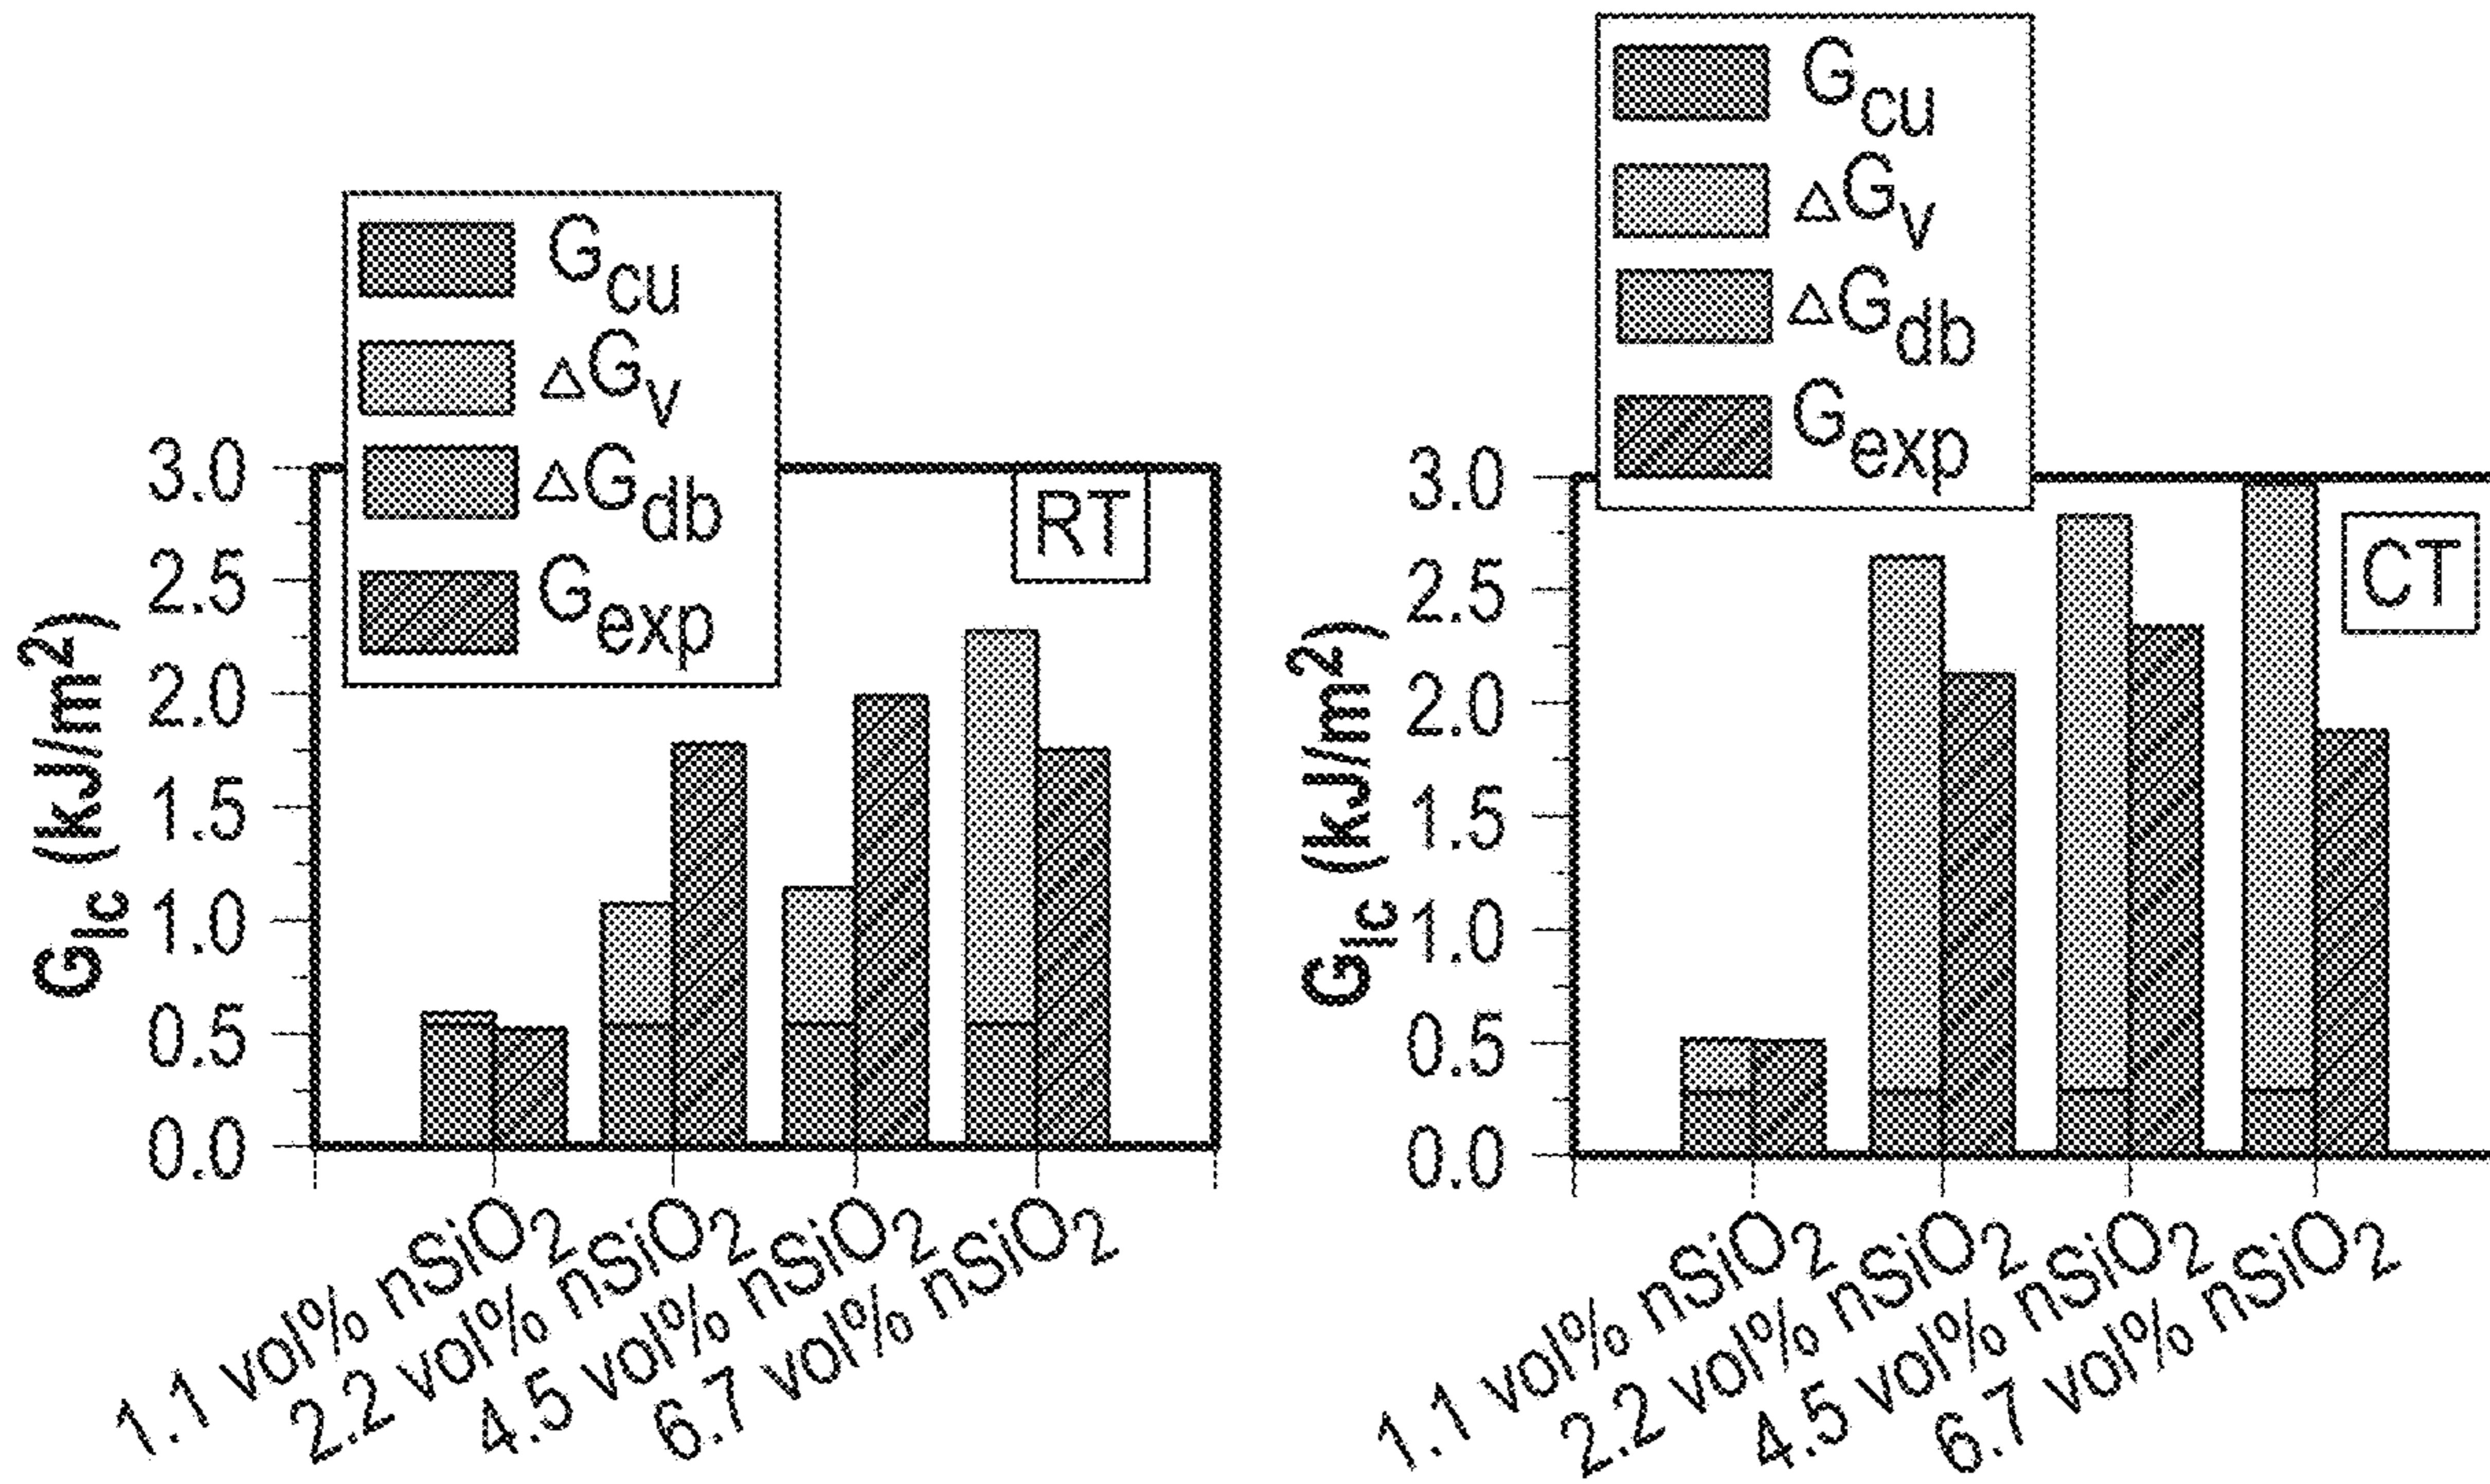 G_cu
ΔG_v
ΔG_db
G_exp
RT
3.0
2.5
2.0
1.5
1.0
0.5
0.0
G_Ic (kJ/m²)
1.1 vol% nSiO₂
2.2 vol% nSiO₂
4.5 vol% nSiO₂
6.7 vol% nSiO₂
G_cu
ΔG_v
ΔG_db
G_exp
CT
3.0
2.5
2.0
1.5
1.0
0.5
0.0
G_Ic (kJ/m²)
1.1 vol% nSiO₂
2.2 vol% nSiO₂
4.5 vol% nSiO₂
6.7 vol% nSiO₂